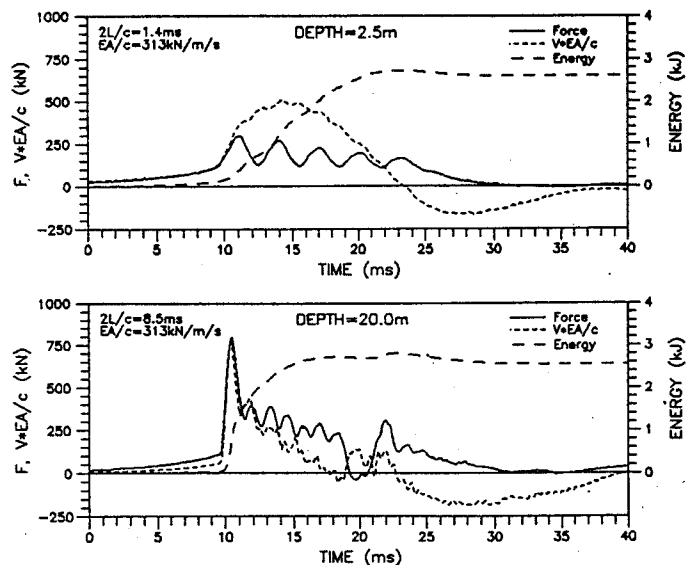 2L/c=1.4ms
EA/c=313kN/m/s
DEPTH=2.5m
Force
V*EA/c
Energy
F, V*EA/c (kN)
1000
750
500
250
0
-250
ENERGY (kJ)
4
3
2
1
0
0 5 10 15 20 25 30 35 40
TIME (ms)
2L/c=8.5ms
EA/c=313kN/m/s
DEPTH=20.0m
Force
V*EA/c
Energy
F, V*EA/c (kN)
1000
750
500
250
0
-250
ENERGY (kJ)
4
3
2
1
0
0 5 10 15 20 25 30 35 40
TIME (ms)